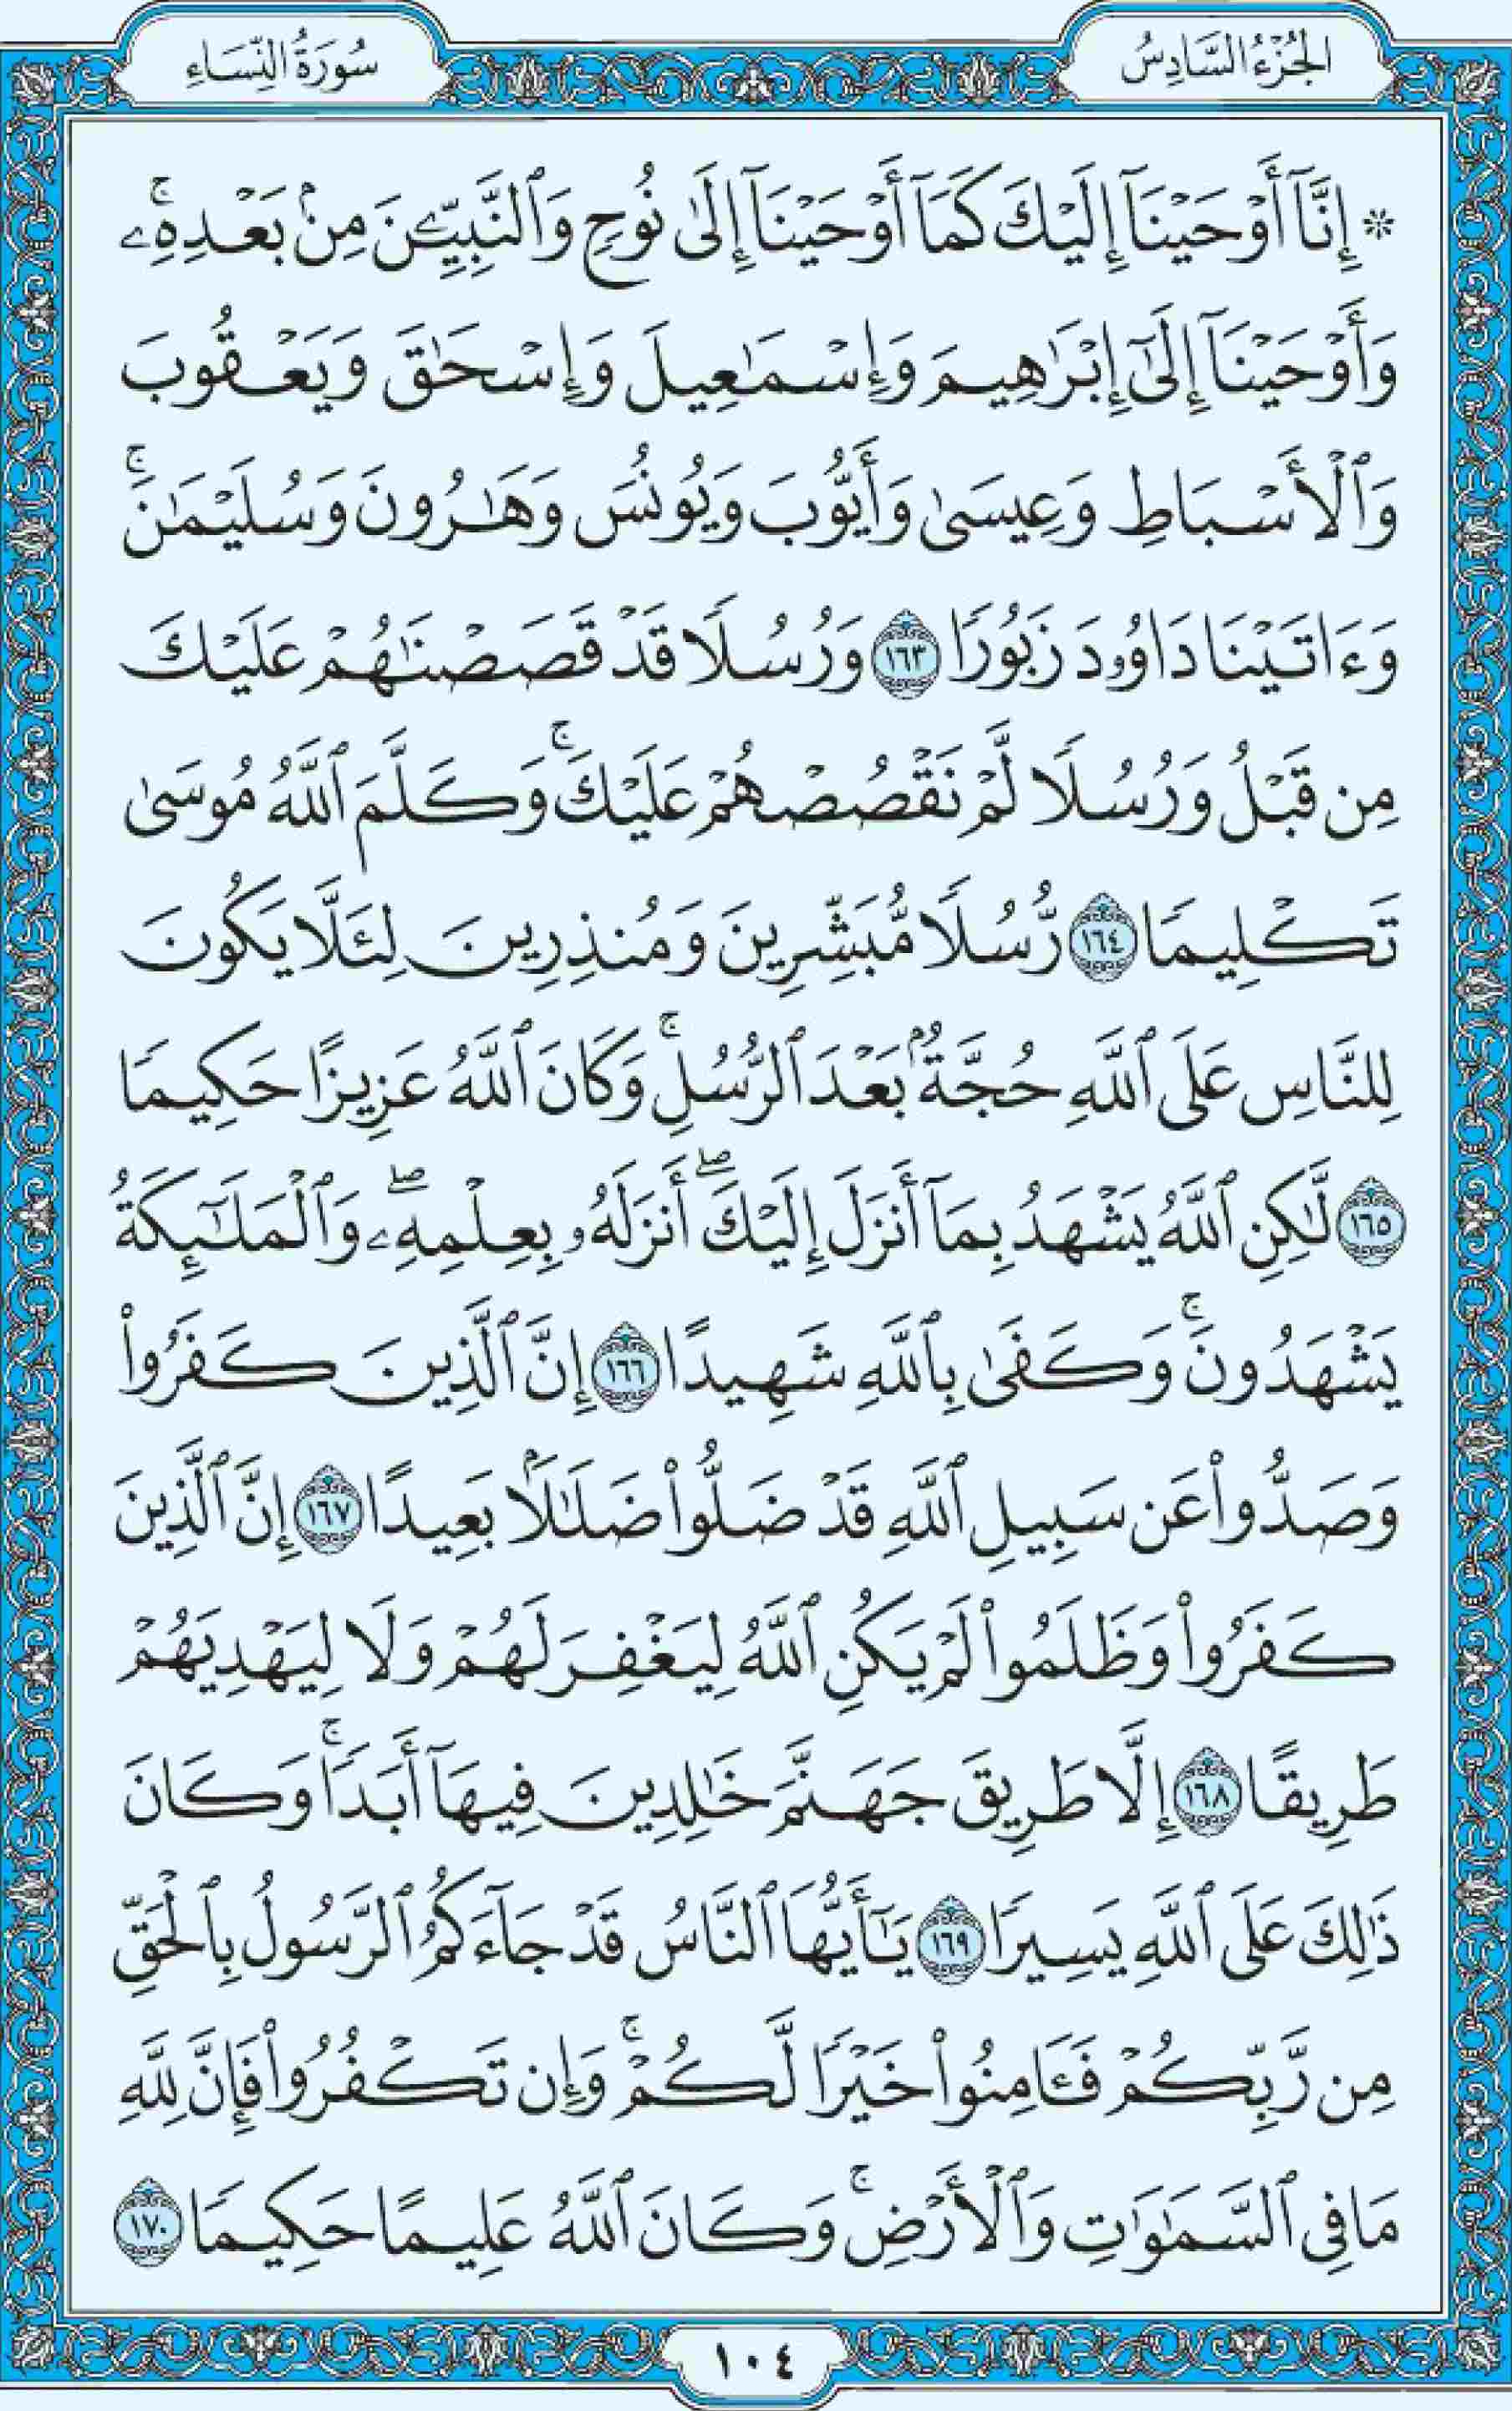 الجُزْءُ السَّادِسُ
سُورَةُ النِّسَاءِ
* إِنَّآ أَوْحَيْنَآ إِلَيْكَ كَمَآ أَوْحَيْنَآ إِلَىٰ نُوحٍ وَٱلنَّبِيِّـۧنَ مِنۢ بَعْدِهِۦۚ
وَأَوْحَيْنَآ إِلَىٰٓ إِبْرَٰهِيمَ وَإِسْمَـٰعِيلَ وَإِسْحَـٰقَ وَيَعْقُوبَ
وَٱلْأَسْبَاطِ وَعِيسَىٰ وَأَيُّوبَ وَيُونُسَ وَهَـٰرُونَ وَسُلَيْمَـٰنَۚ
وَءَاتَيْنَا دَاوُۥدَ زَبُورًا ١٦٣ وَرُسُلًا قَدْ قَصَصْنَـٰهُمْ عَلَيْكَ
مِن قَبْلُ وَرُسُلًا لَّمْ نَقْصُصْهُمْ عَلَيْكَۚ وَكَلَّمَ ٱللَّهُ مُوسَىٰ
تَكْلِيمًا ١٦٤ رُّسُلًا مُّبَشِّرِينَ وَمُنذِرِينَ لِئَلَّا يَكُونَ
لِلنَّاسِ عَلَى ٱللَّهِ حُجَّةٌۢ بَعْدَ ٱلرُّسُلِۚ وَكَانَ ٱللَّهُ عَزِيزًا حَكِيمًا
١٦٥ لَّـٰكِنِ ٱللَّهُ يَشْهَدُ بِمَآ أَنزَلَ إِلَيْكَۖ أَنزَلَهُۥ بِعِلْمِهِۦۖ وَٱلْمَلَـٰٓئِكَةُ
يَشْهَدُونَۚ وَكَفَىٰ بِٱللَّهِ شَهِيدًا ١٦٦ إِنَّ ٱلَّذِينَ كَفَرُوا۟
وَصَدُّوا۟ عَن سَبِيلِ ٱللَّهِ قَدْ ضَلُّوا۟ ضَلَـٰلًۢا بَعِيدًا ١٦٧ إِنَّ ٱلَّذِينَ
كَفَرُوا۟ وَظَلَمُوا۟ لَمْ يَكُنِ ٱللَّهُ لِيَغْفِرَ لَهُمْ وَلَا لِيَهْدِيَهُمْ
طَرِيقًا ١٦٨ إِلَّا طَرِيقَ جَهَنَّمَ خَـٰلِدِينَ فِيهَآ أَبَدًاۚ وَكَانَ
ذَٰلِكَ عَلَى ٱللَّهِ يَسِيرًا ١٦٩ يَـٰٓأَيُّهَا ٱلنَّاسُ قَدْ جَآءَكُمُ ٱلرَّسُولُ بِٱلْحَقِّ
مِن رَّبِّكُمْ فَـَٔامِنُوا۟ خَيْرًا لَّكُمْۚ وَإِن تَكْفُرُوا۟ فَإِنَّ لِلَّهِ
مَا فِى ٱلسَّمَـٰوَٰتِ وَٱلْأَرْضِۚ وَكَانَ ٱللَّهُ عَلِيمًا حَكِيمًا ١٧٠
١٠٤